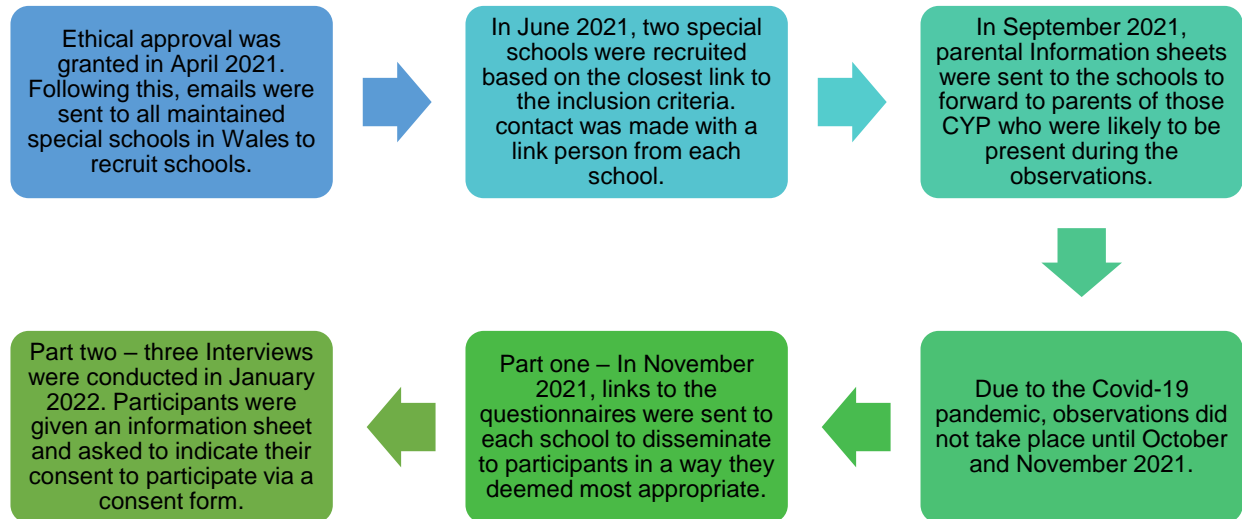 Ethical approval was
granted in April 2021.
Following this, emails were
sent to all maintained
special schools in Wales to
recruit schools.
In June 2021, two special
schools were recruited
based on the closest link to
the inclusion criteria.
contact was made with a
link person from each
school.
In September 2021,
parental Information sheets
were sent to the schools to
forward to parents of those
CYP who were likely to be
present during the
observations.
Due to the Covid-19
pandemic, observations did
not take place until October
and November 2021.
Part one – In November
2021, links to the
questionnaires were sent to
each school to disseminate
to participants in a way they
deemed most appropriate.
Part two – three Interviews
were conducted in January
2022. Participants were
given an information sheet
and asked to indicate their
consent to participate via a
consent form.